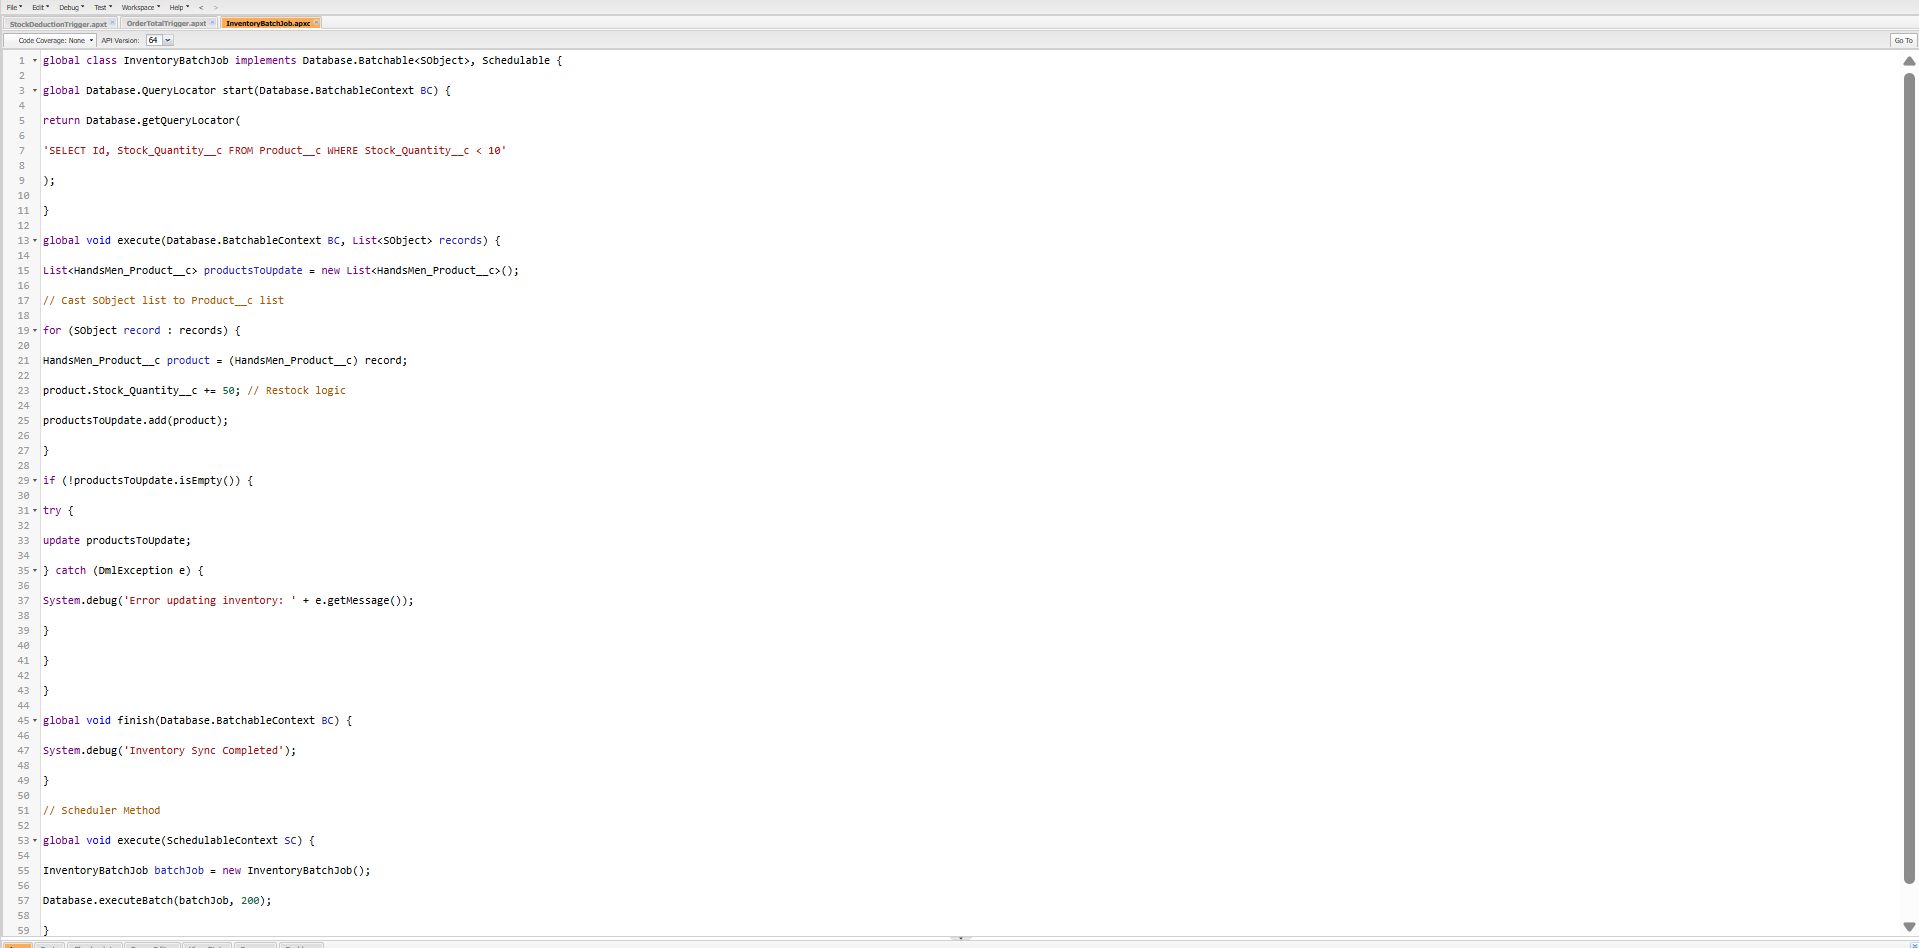 File Edit Debug Test Workspace Help < >
StockDeductionTrigger.apxt OrderTotalTrigger.apxt InventoryBatchJob.apxc
Code Coverage: None API Version: 64 Go To
1 global class InventoryBatchJob implements Database.Batchable<SObject>, Schedulable {
2
3 global Database.QueryLocator start(Database.BatchableContext BC) {
4
5 return Database.getQueryLocator(
6
7 'SELECT Id, Stock_Quantity__c FROM Product__c WHERE Stock_Quantity__c < 10'
8
9 );
10
11 }
12
13 global void execute(Database.BatchableContext BC, List<SObject> records) {
14
15 List<HandsMen_Product__c> productsToUpdate = new List<HandsMen_Product__c>();
16
17 // Cast SObject list to Product__c list
18
19 for (SObject record : records) {
20
21 HandsMen_Product__c product = (HandsMen_Product__c) record;
22
23 product.Stock_Quantity__c += 50; // Restock logic
24
25 productsToUpdate.add(product);
26
27 }
28
29 if (!productsToUpdate.isEmpty()) {
30
31 try {
32
33 update productsToUpdate;
34
35 } catch (DmlException e) {
36
37 System.debug('Error updating inventory: ' + e.getMessage());
38
39 }
40
41 }
42
43 }
44
45 global void finish(Database.BatchableContext BC) {
46
47 System.debug('Inventory Sync Completed');
48
49 }
50
51 // Scheduler Method
52
53 global void execute(SchedulableContext SC) {
54
55 InventoryBatchJob batchJob = new InventoryBatchJob();
56
57 Database.executeBatch(batchJob, 200);
58
59 }